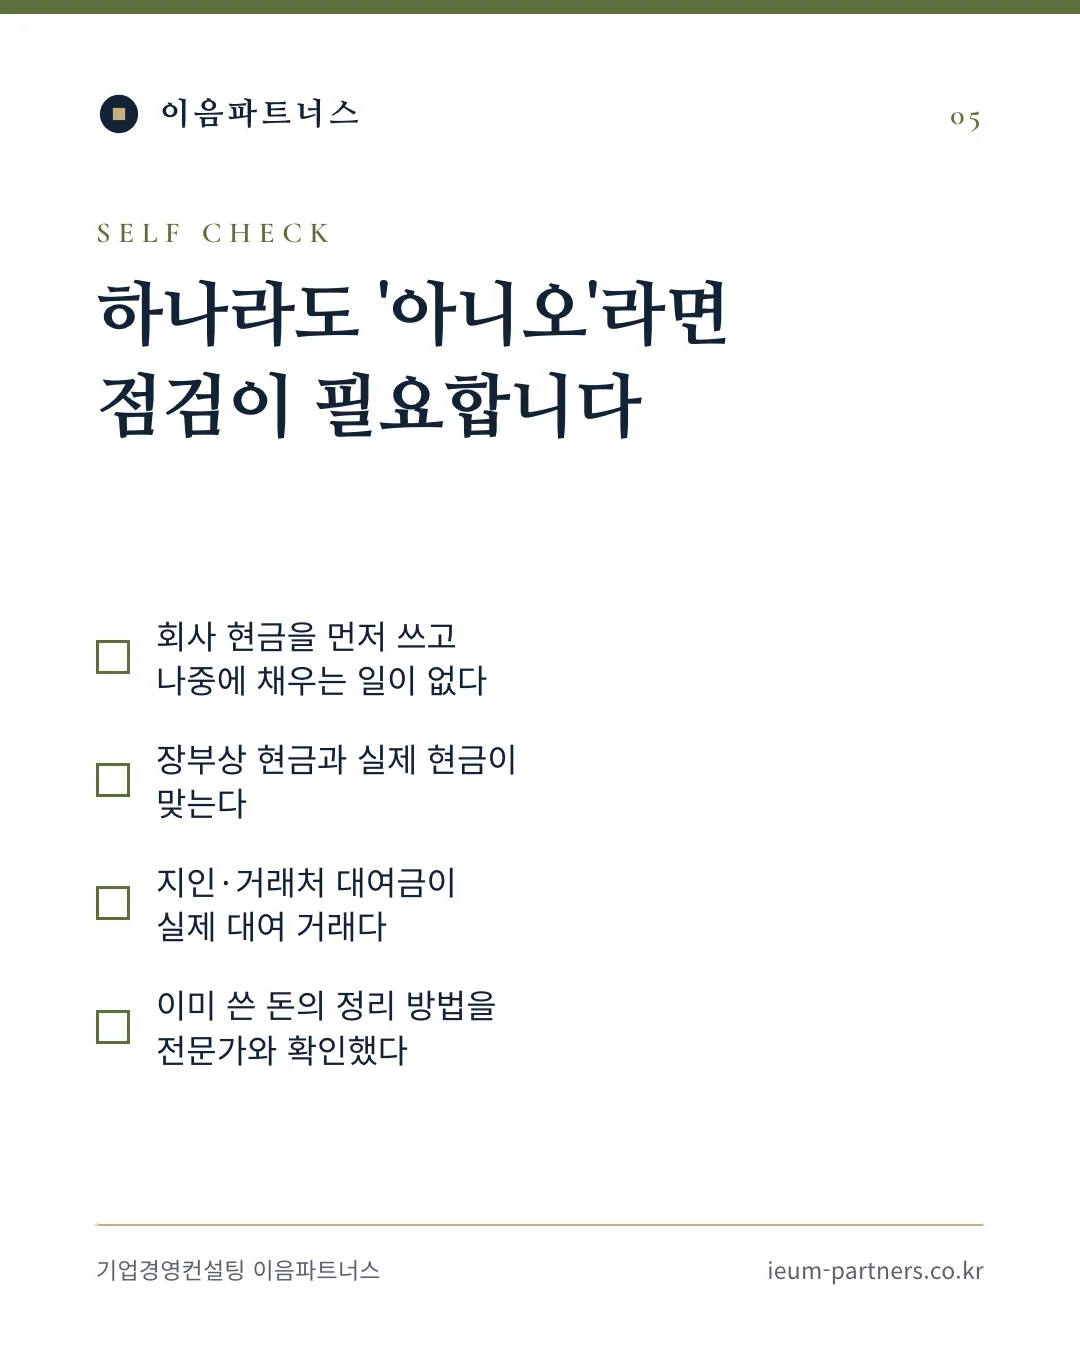 이음파트너스
05
SELF CHECK
하나라도 '아니오'라면
점검이 필요합니다
회사 현금을 먼저 쓰고
나중에 채우는 일이 없다
장부상 현금과 실제 현금이
맞는다
지인·거래처 대여금이
실제 대여 거래다
이미 쓴 돈의 정리 방법을
전문가와 확인했다
기업경영컨설팅 이음파트너스
ieum-partners.co.kr